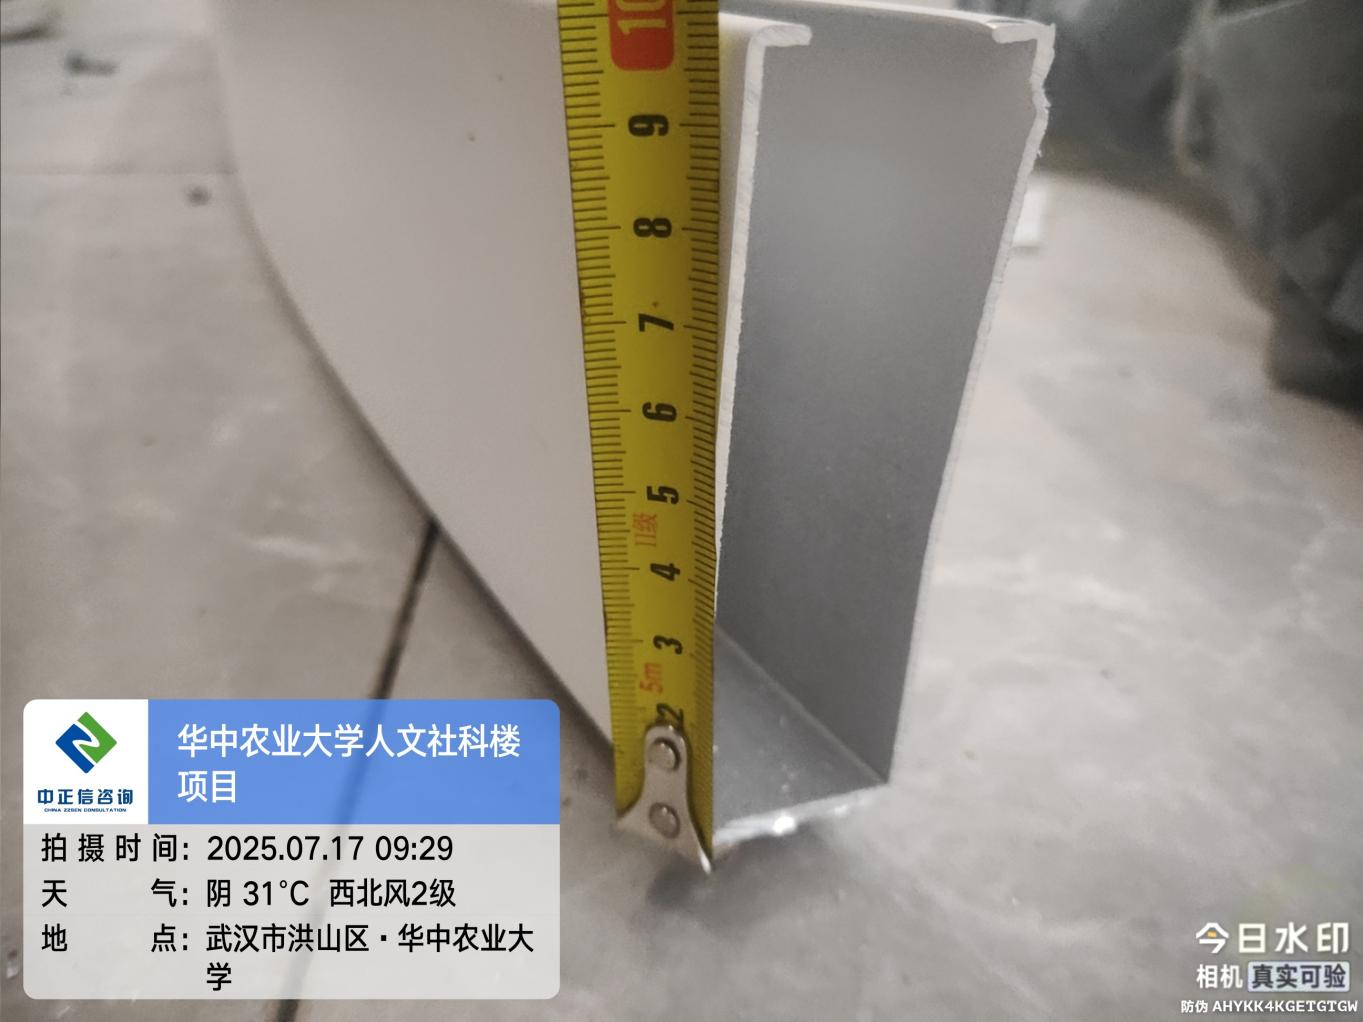 10
9
8
7
6
5
II级
4
3
5m
2
中正信咨询
CHINA ZZSEN CONSULTATION
华中农业大学人文社科楼
项目
拍摄时间: 2025.07.17 09:29
天气: 阴 31°C 西北风2级
地点: 武汉市洪山区·华中农业大
学
今日水印
相机 真实可验
防伪 AHYKK4KGETGTGW